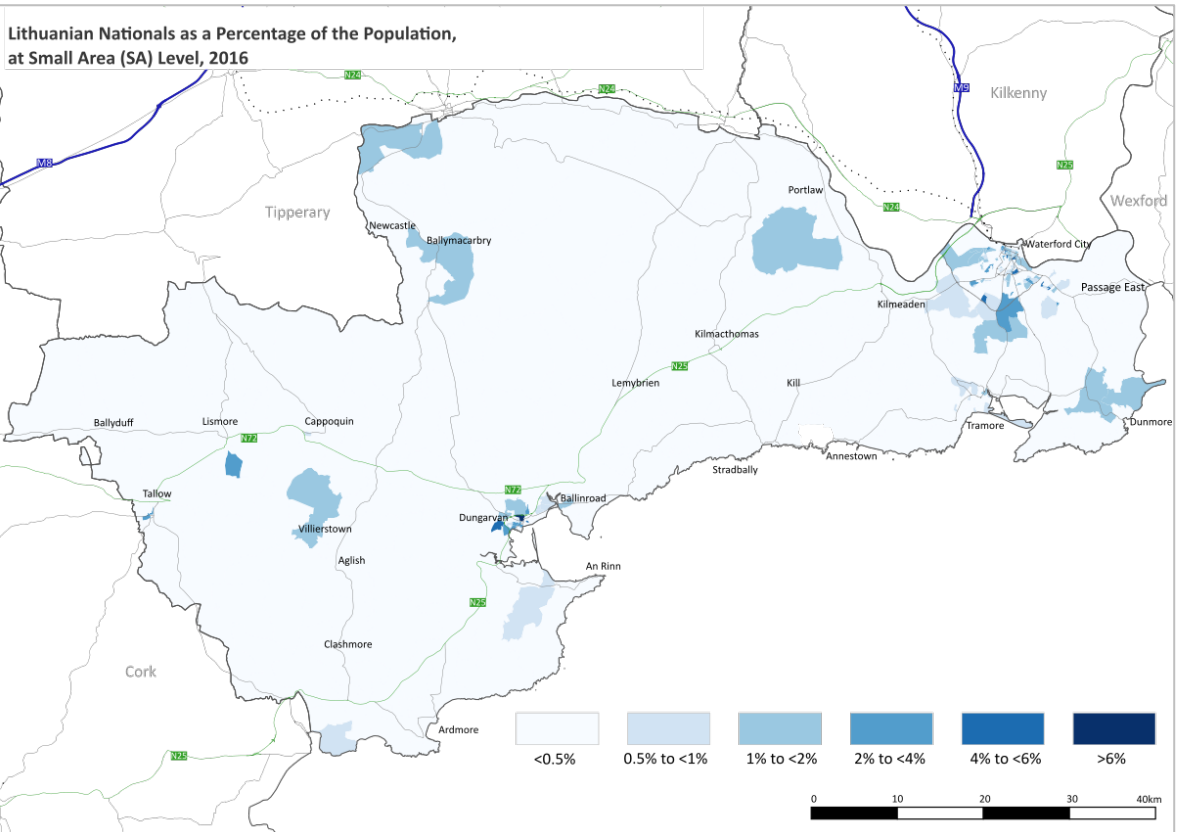 Lithuanian Nationals as a Percentage of the Population,
at Small Area (SA) Level, 2016
N24
N24
M9
Kilkenny
M8
N25
Portlaw
Wexford
Tipperary
N24
Newcastle
Ballymacarbry
Waterford City
Passage East
Kilmeaden
Kilmacthomas
N25
Lemybrien
Kill
Ballyduff
Lismore
Cappoquin
N72
Tramore
Dunmore
Annestown
Stradbally
Tallow
N72
Ballinroad
Dungarvan
Villierstown
Aglish
An Rinn
N25
Clashmore
Cork
Ardmore
N25
<0.5%
0.5% to <1%
1% to <2%
2% to <4%
4% to <6%
>6%
0 10 20 30 40km